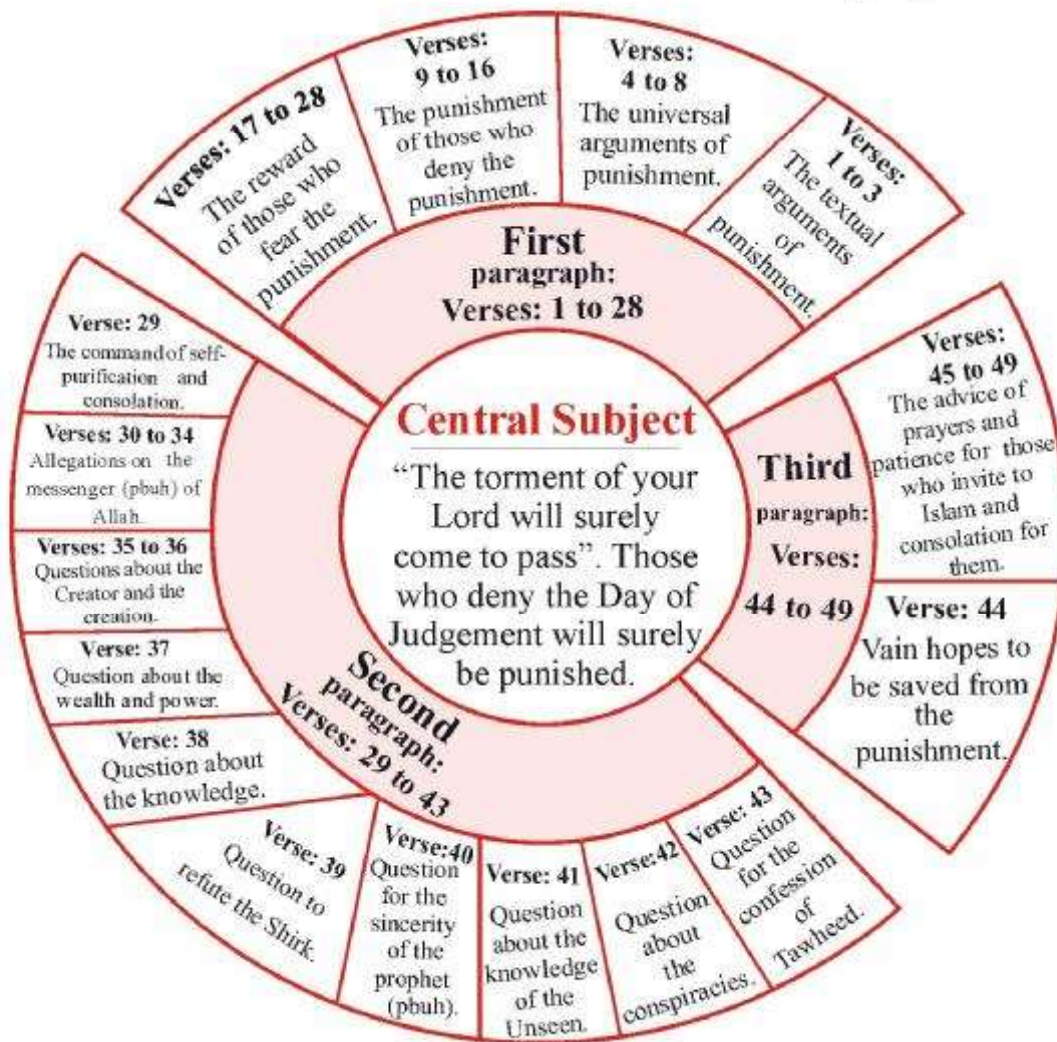 Central Subject
“The torment of your
Lord will surely
come to pass”. Those
who deny the Day of
Judgement will surely
be punished.
First
paragraph:
Verses: 1 to 28
Verses:
1 to 3
The textual
arguments
of
punishment.
Verses:
4 to 8
The universal
arguments of
punishment.
Verses:
9 to 16
The punishment
of those who
deny the
punishment.
Verses: 17 to 28
The reward
of those who
fear the
punishment.
Second
paragraph:
Verses: 29 to 43
Verse: 29
The command of self-
purification and
consolation.
Verses: 30 to 34
Allegations on the
messenger (pbuh) of
Allah.
Verses: 35 to 36
Questions about the
Creator and the
creation.
Verse: 37
Question about the
wealth and power.
Verse: 38
Question about
the knowledge.
Verse: 39
Question to
refute the Shirk.
Verse:40
Question
for the
sincerity
of the
prophet
(pbuh).
Verse: 41
Question
about the
knowledge
of the
Unseen.
Verse:42
Question
about
the
conspiracies.
Verse: 43
Question
for the
confession
of
Tawheed.
Third
paragraph:
Verses:
44 to 49
Verse: 44
Vain hopes to
be saved from
the
punishment.
Verses:
45 to 49
The advice of
prayers and
patience for those
who invite to
Islam and
consolation for
them.